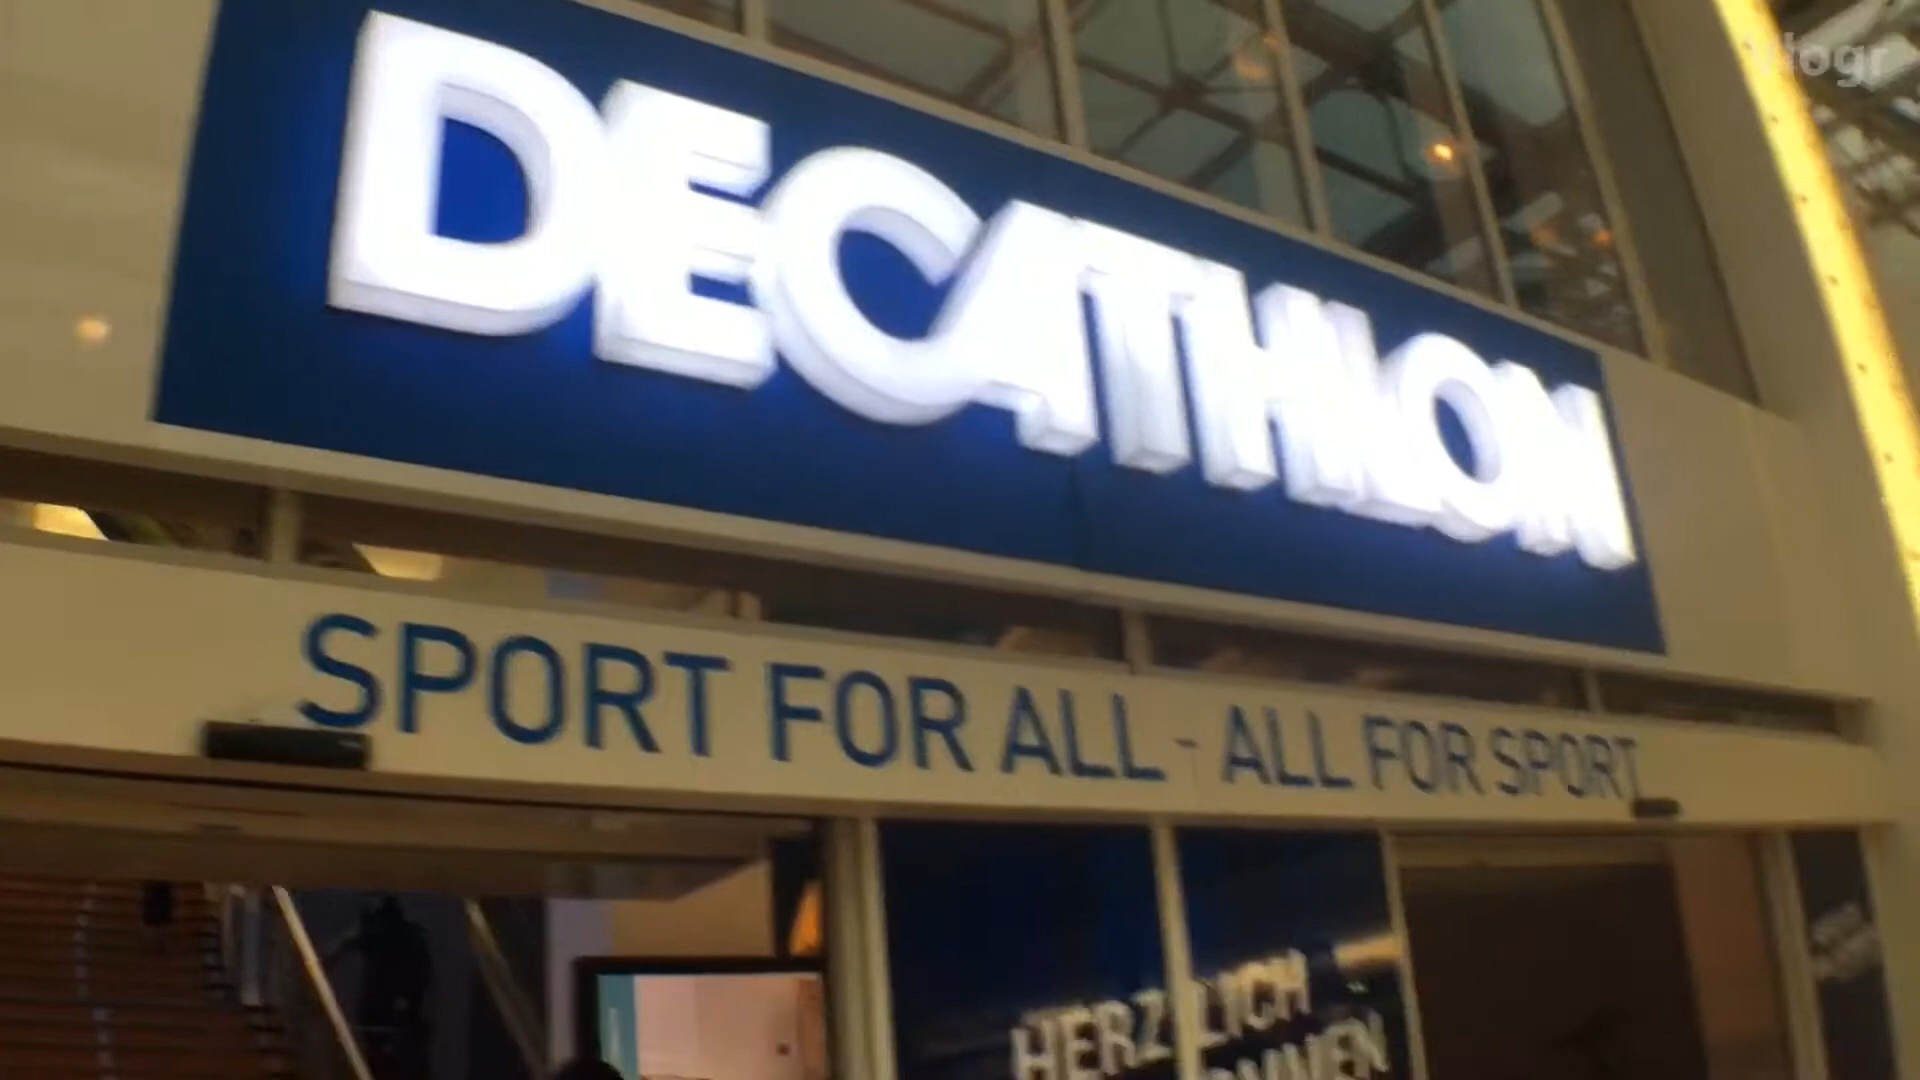 DECATHLON
SPORT FOR ALL - ALL FOR SPORT
HERZLICH